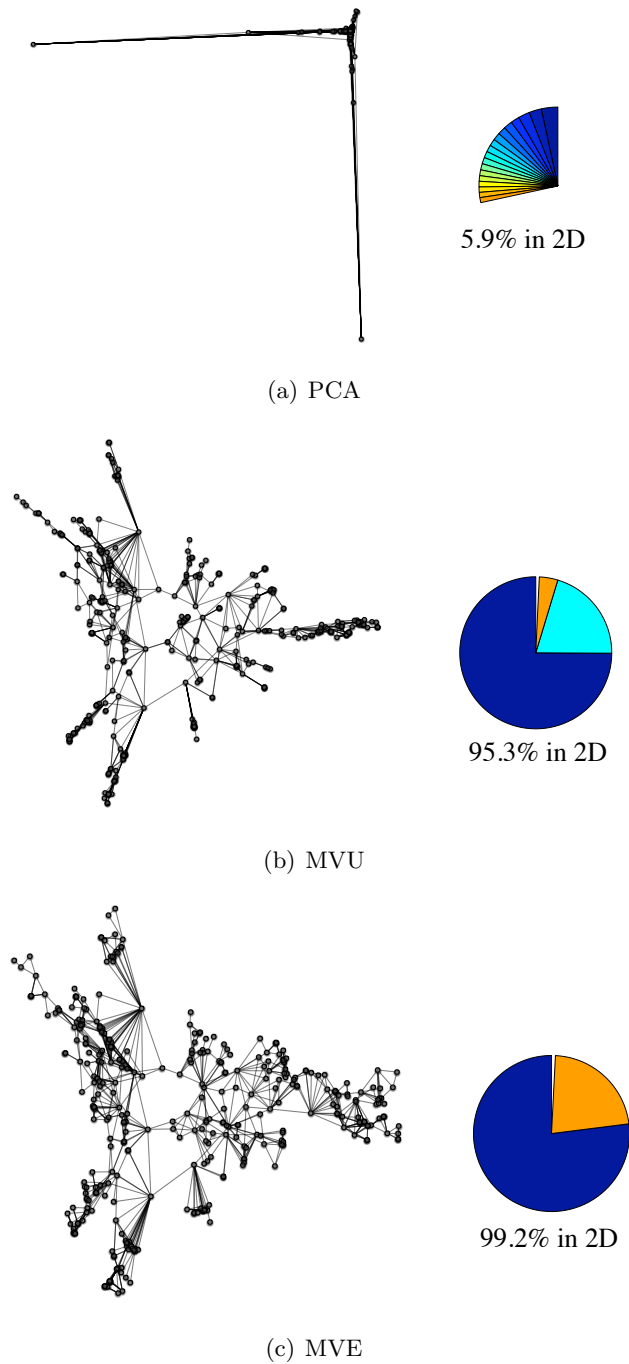 5.9% in 2D
(a) PCA
95.3% in 2D
(b) MVU
99.2% in 2D
(c) MVE